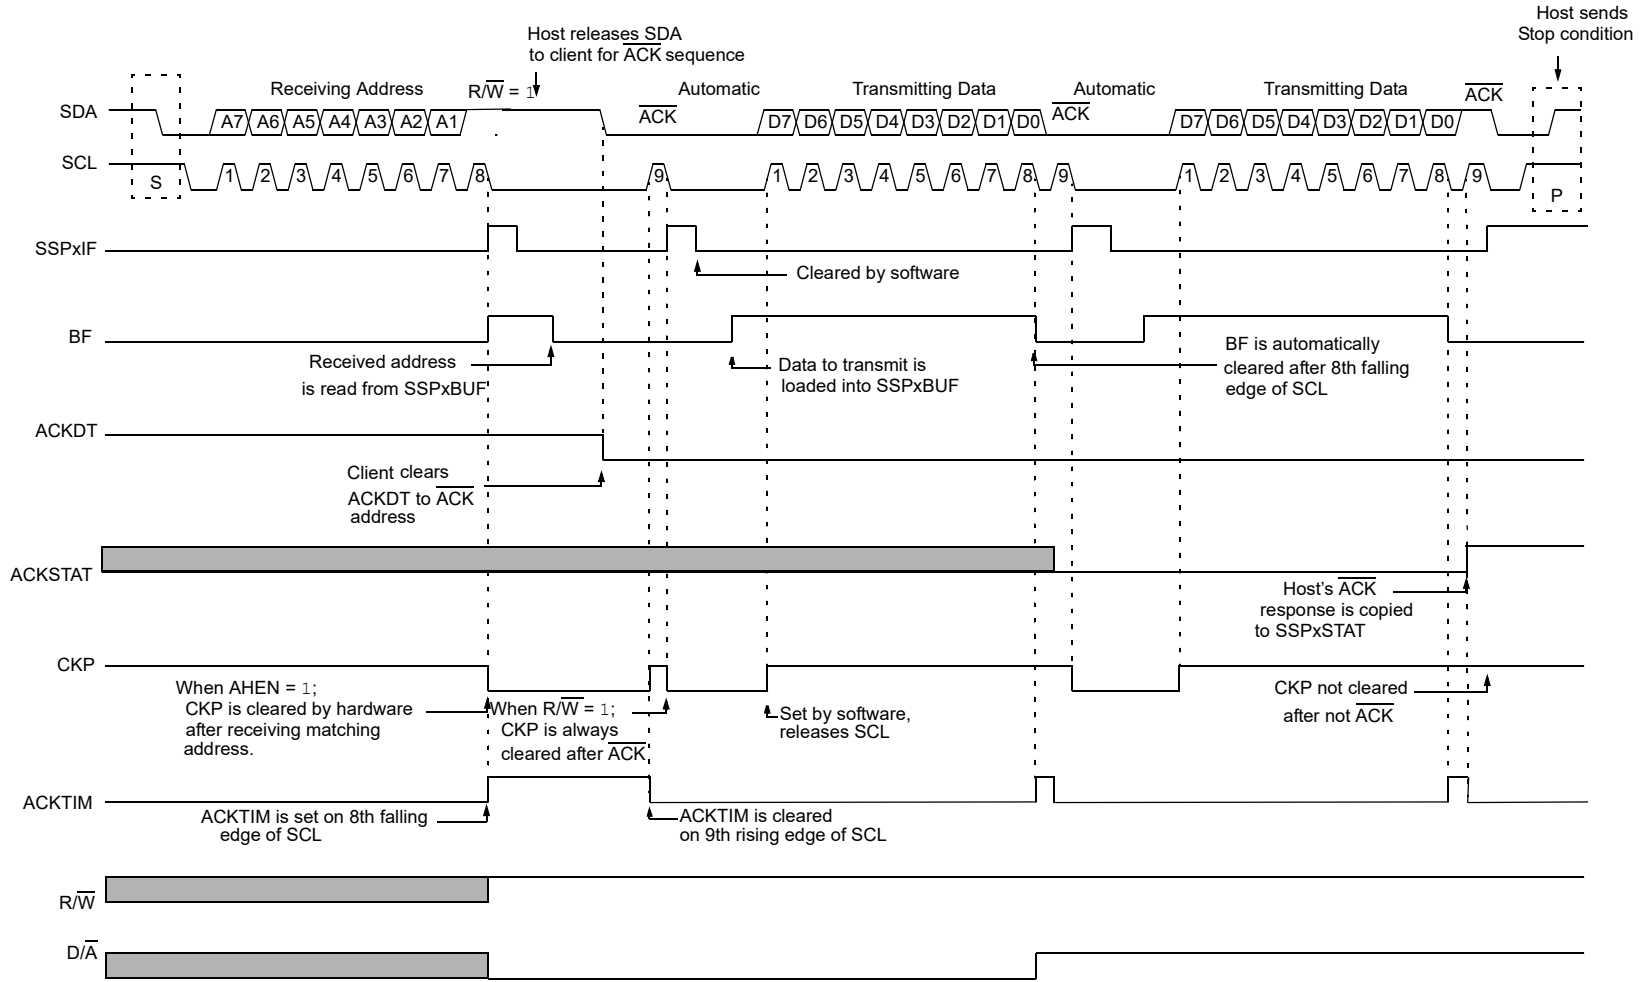 Host sends
Stop condition
Host releases SDA
to client for A̅C̅K̅ sequence
Receiving Address
R/W̅ = 1
Automatic
Transmitting Data
Automatic
Transmitting Data
A̅C̅K̅
SDA
A7 A6 A5 A4 A3 A2 A1
A̅C̅K̅
D7 D6 D5 D4 D3 D2 D1 D0
A̅C̅K̅
D7 D6 D5 D4 D3 D2 D1 D0
SCL
S
1 2 3 4 5 6 7 8 9 1 2 3 4 5 6 7 8 9 1 2 3 4 5 6 7 8 9
P
SSPxIF
Cleared by software
BF
Received address
is read from SSPxBUF
Data to transmit is
loaded into SSPxBUF
BF is automatically
cleared after 8th falling
edge of SCL
ACKDT
Client clears
ACKDT to A̅C̅K̅
address
ACKSTAT
Host’s A̅C̅K̅
response is copied
to SSPxSTAT
CKP
When AHEN = 1;
CKP is cleared by hardware
after receiving matching
address.
When R/W̅ = 1;
CKP is always
cleared after A̅C̅K̅
Set by software,
releases SCL
CKP not cleared
after not A̅C̅K̅
ACKTIM
ACKTIM is set on 8th falling
edge of SCL
ACKTIM is cleared
on 9th rising edge of SCL
R/W̅
D/A̅